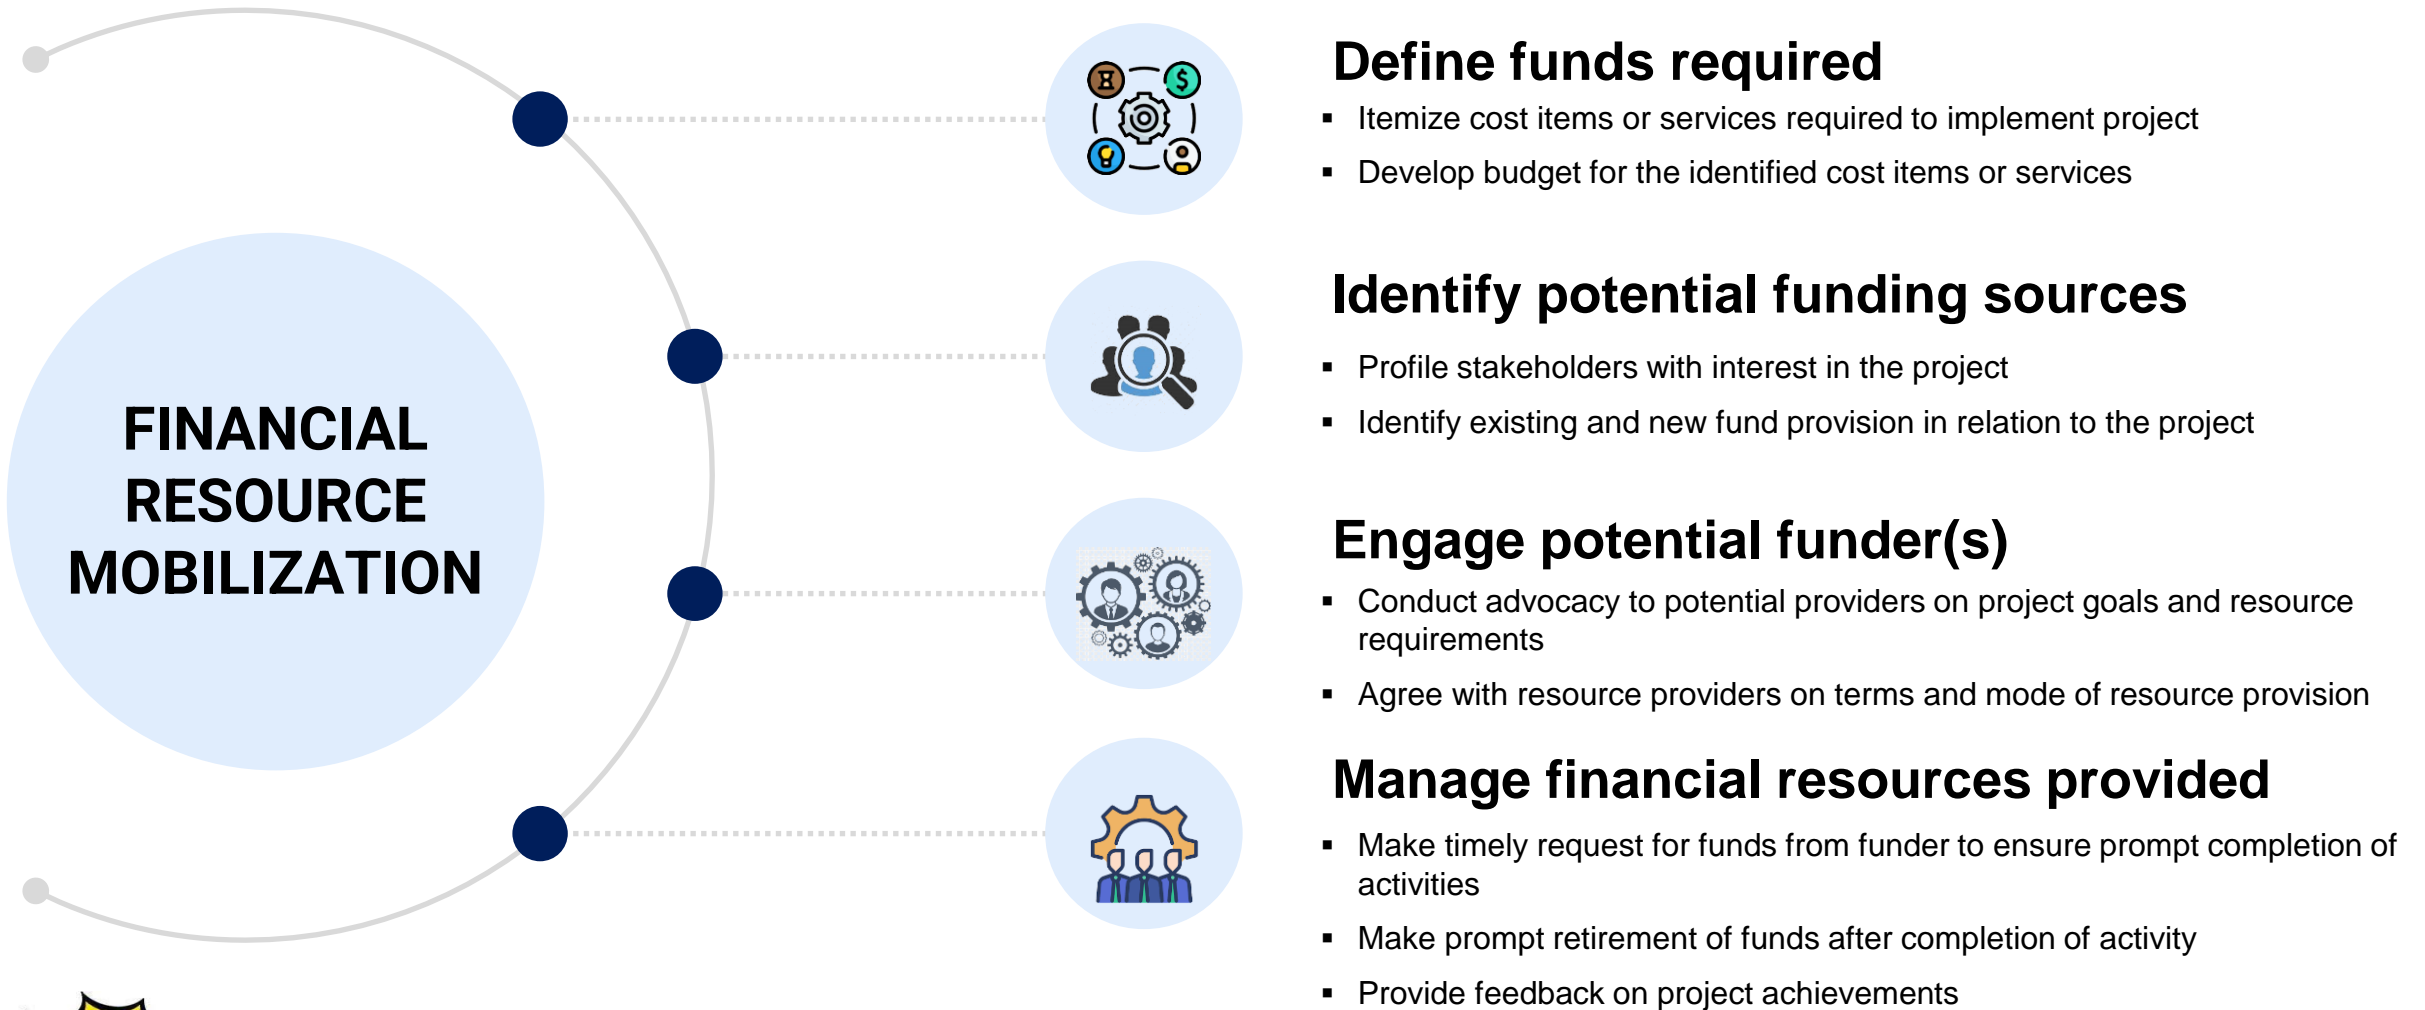 FINANCIAL
RESOURCE
MOBILIZATION
Define funds required
▪ Itemize cost items or services required to implement project
▪ Develop budget for the identified cost items or services
Identify potential funding sources
▪ Profile stakeholders with interest in the project
▪ Identify existing and new fund provision in relation to the project
Engage potential funder(s)
▪ Conduct advocacy to potential providers on project goals and resource
requirements
▪ Agree with resource providers on terms and mode of resource provision
Manage financial resources provided
▪ Make timely request for funds from funder to ensure prompt completion of
activities
▪ Make prompt retirement of funds after completion of activity
▪ Provide feedback on project achievements